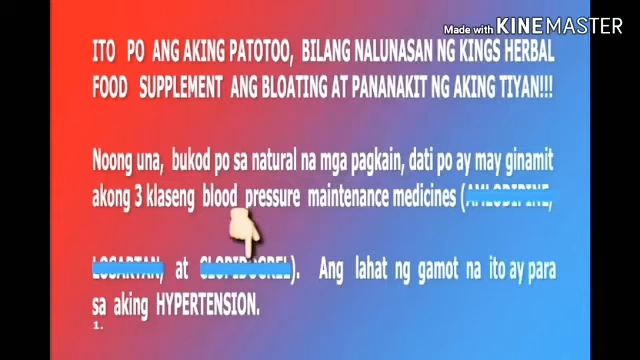 Made with KINEMASTER
ITO PO ANG AKING PATOTOO, BILANG NALUNASAN NG KINGS HERBAL
FOOD SUPPLEMENT ANG BLOATING AT PANANAKIT NG AKING TIYAN!!!
Noong una, bukod po sa natural na mga pagkain, dati po ay may ginamit
akong 3 klaseng blood pressure maintenance medicines (AMLODIPINE,
LOSARTAN, at CLOPIDOGREL). Ang lahat ng gamot na ito ay para
sa aking HYPERTENSION.
1.